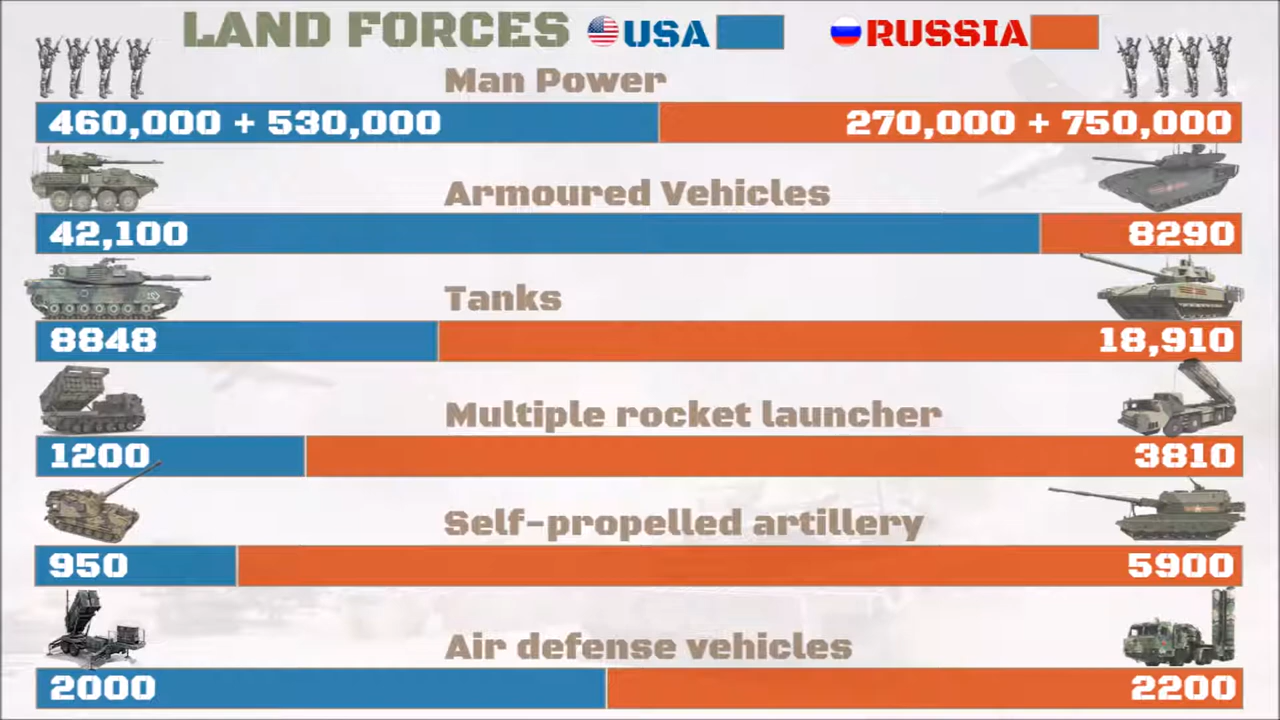 LAND FORCES USA RUSSIA
Man Power
460,000 + 530,000 270,000 + 750,000
Armoured Vehicles
42,100 8290
Tanks
8848 18,910
Multiple rocket launcher
1200 3810
Self-propelled artillery
950 5900
Air defense vehicles
2000 2200